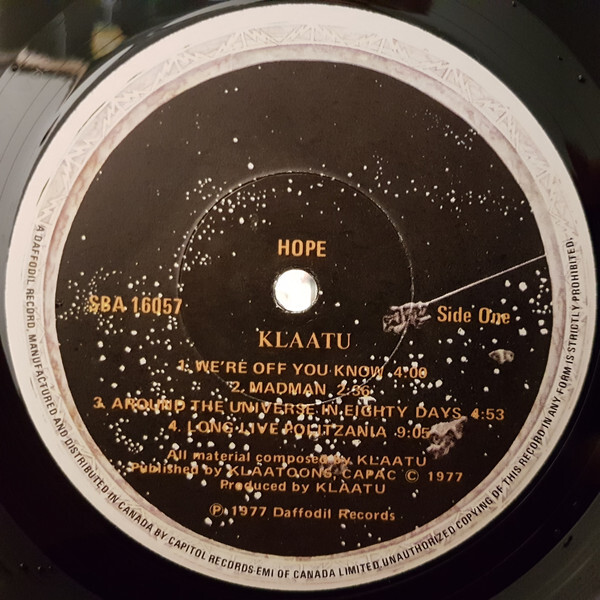 HOPE
SBA 16057
Side One
KLAATU
1. WE'RE OFF YOU KNOW 4:00
2. MADMAN 2:36
3. AROUND THE UNIVERSE IN EIGHTY DAYS 4:53
4. LONG LIVE POLITZANIA 9:05
All material composed by KLAATU
Published by KLAATOONS, CAPAC © 1977
Produced by KLAATU
℗ 1977 Daffodil Records
A DAFFODIL RECORD, MANUFACTURED AND DISTRIBUTED IN CANADA BY CAPITOL RECORDS-EMI OF CANADA LIMITED. UNAUTHORIZED COPYING OF THIS RECORD IN ANY FORM IS STRICTLY PROHIBITED.